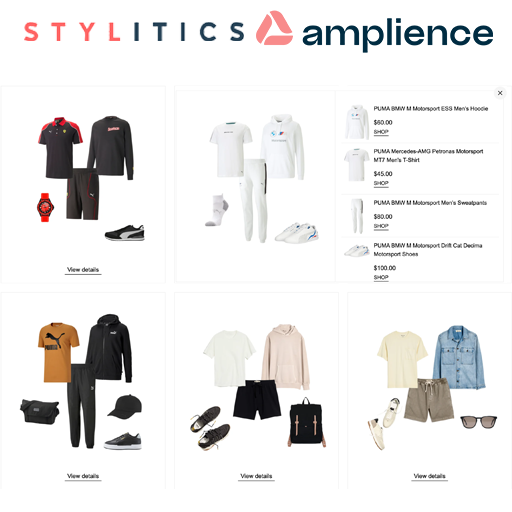 STYLITICS amplience
PUMA BMW M Motorsport ESS Men's Hoodie
$60.00
SHOP
PUMA Mercedes-AMG Petronas Motorsport
MT7 Men's T-Shirt
$45.00
SHOP
PUMA BMW M Motorsport Men's Sweatpants
$80.00
SHOP
PUMA BMW M Motorsport Drift Cat Decima
Motorsport Shoes
$100.00
SHOP
View details
PUMA
View details
View details
View details